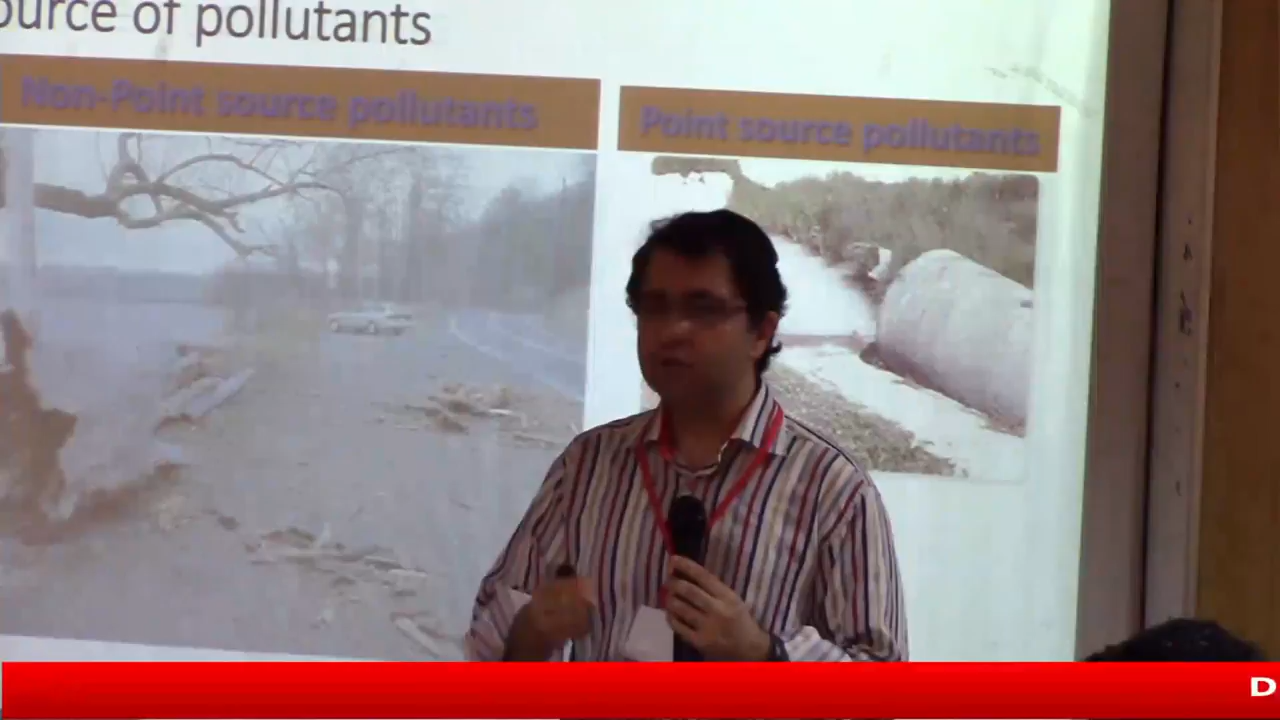 ource of pollutants
Non-Point source pollutants
Point source pollutants
D